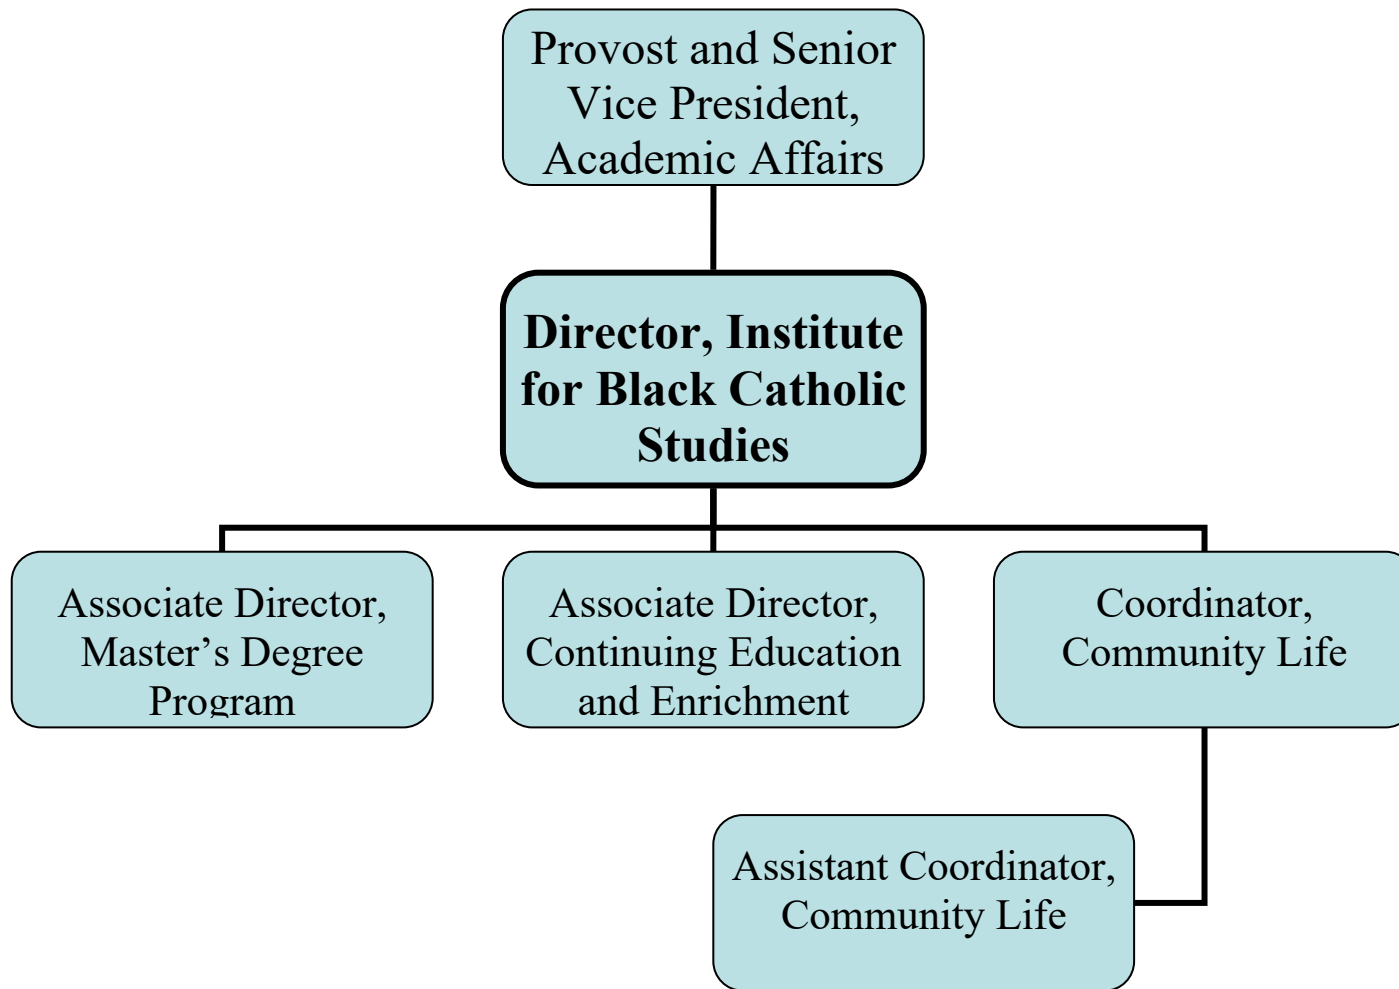 Provost and Senior
Vice President,
Academic Affairs
Director, Institute
for Black Catholic
Studies
Associate Director,
Master’s Degree
Program
Associate Director,
Continuing Education
and Enrichment
Coordinator,
Community Life
Assistant Coordinator,
Community Life